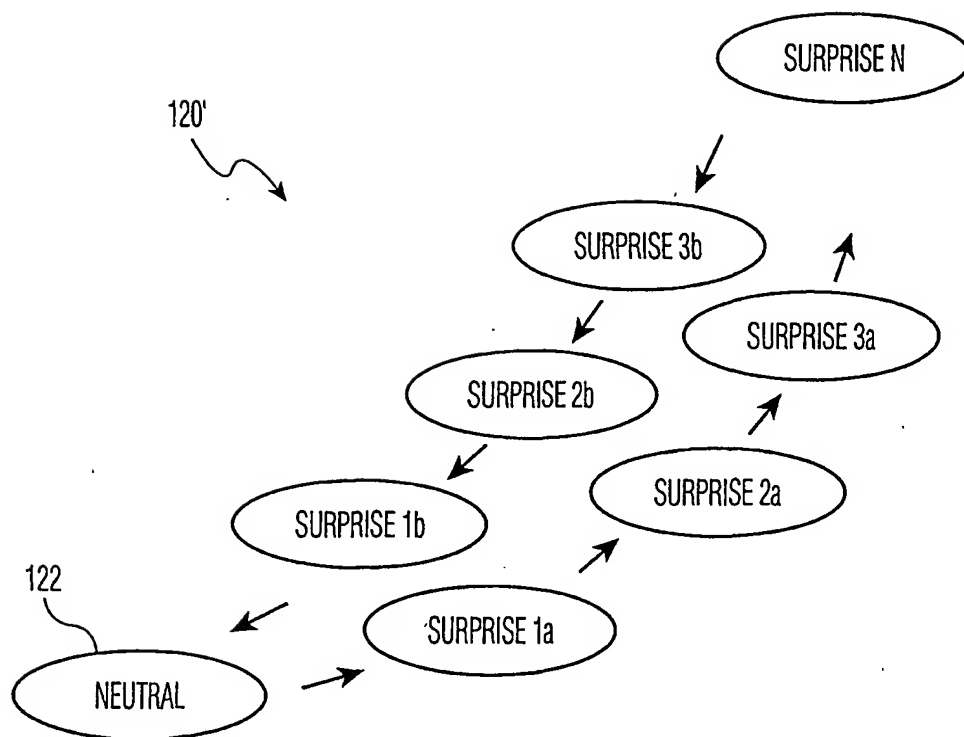 SURPRISE N
120'
SURPRISE 3b
SURPRISE 3a
SURPRISE 2b
SURPRISE 2a
SURPRISE 1b
122
SURPRISE 1a
NEUTRAL